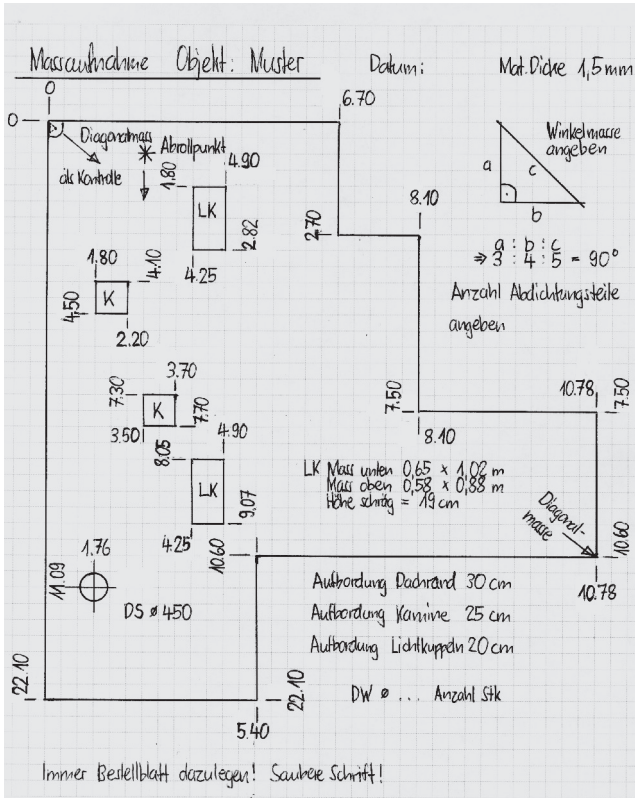 Massaufnahme Objekt: Muster Datum: Mat. Dicke 1,5 mm
0
6.70
0
Diagonalmass
als Kontrolle
Abrollpunkt
Winkelmasse
angeben
a
c
b
1.80
4.90
LK
2.82
4.25
2.70
8.10
a : b : c
⇒ 3 : 4 : 5 = 90°
Anzahl Abdichtungsteile
angeben
1.80
4.10
K
4.50
2.20
3.70
7.30
K
7.70
3.50
8.05
4.90
LK
9.07
4.25
7.50
8.10
10.78
7.50
LK Mass unten 0,65 x 1,02 m
Mass oben 0,58 x 0,88 m
Höhe schräg = 19 cm
Diagonal-
masse
10.60
10.60
10.78
1.76
11.09
DS ø 450
Aufbordung Dachrand 30 cm
Aufbordung Kamine 25 cm
Aufbordung Lichtkuppeln 20 cm
DW ø ... Anzahl Stk
22.10
22.10
5.40
Immer Bestellblatt dazulegen! Saubere Schrift!